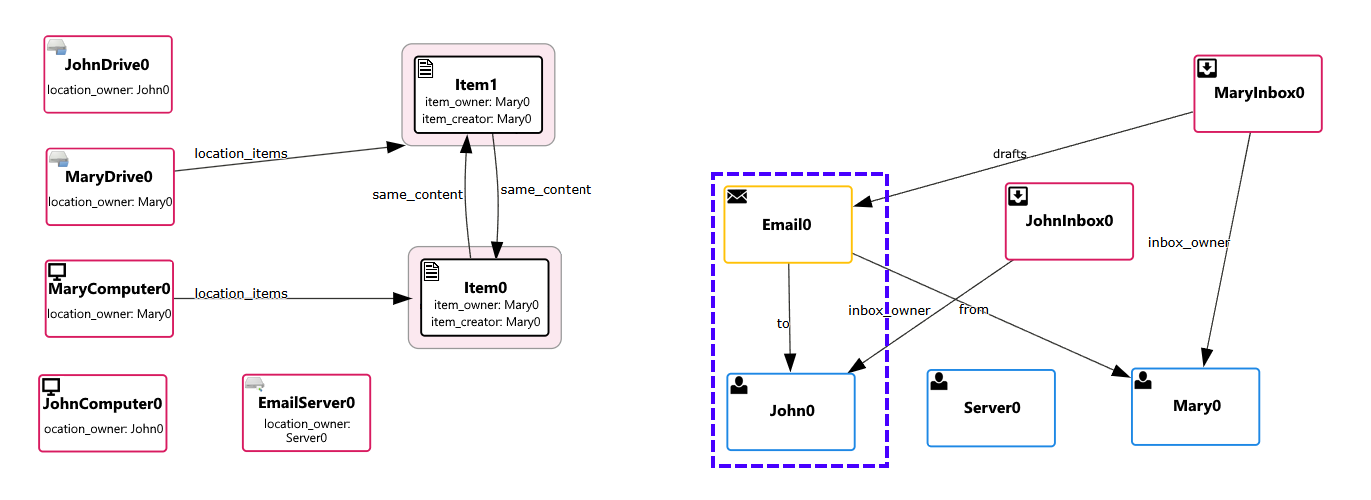 JohnDrive0
location_owner: John0
MaryDrive0
location_owner: Mary0
MaryComputer0
location_owner: Mary0
JohnComputer0
ocation_owner: John0
EmailServer0
location_owner:
Server0
location_items
location_items
Item1
item_owner: Mary0
item_creator: Mary0
same_content
same_content
Item0
item_owner: Mary0
item_creator: Mary0
MaryInbox0
drafts
Email0
JohnInbox0
inbox_owner
to
inbox_owner
from
John0
Server0
Mary0